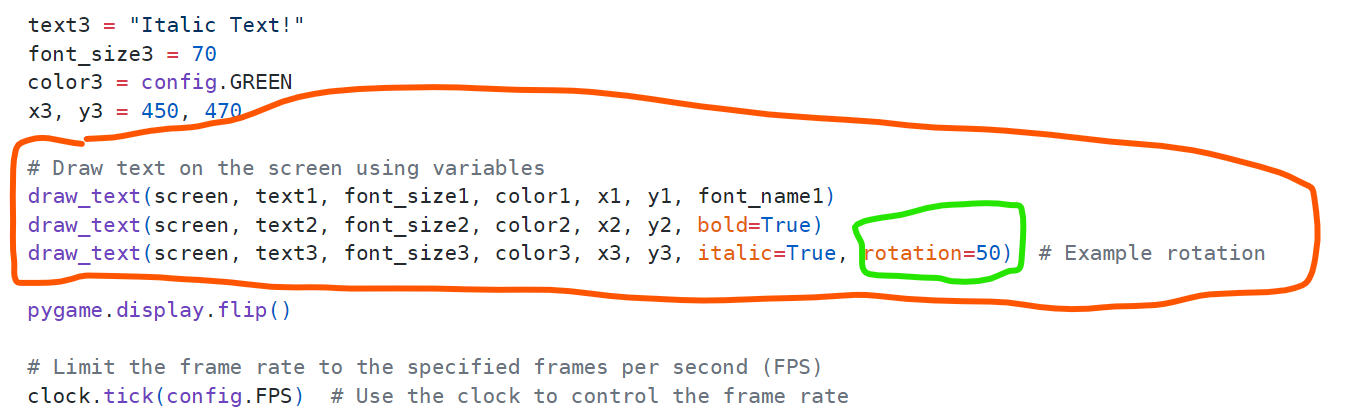 text3 = "Italic Text!"
font_size3 = 70
color3 = config.GREEN
x3, y3 = 450, 470
# Draw text on the screen using variables
draw_text(screen, text1, font_size1, color1, x1, y1, font_name1)
draw_text(screen, text2, font_size2, color2, x2, y2, bold=True)
draw_text(screen, text3, font_size3, color3, x3, y3, italic=True, rotation=50)  # Example rotation
pygame.display.flip()
# Limit the frame rate to the specified frames per second (FPS)
clock.tick(config.FPS)  # Use the clock to control the frame rate